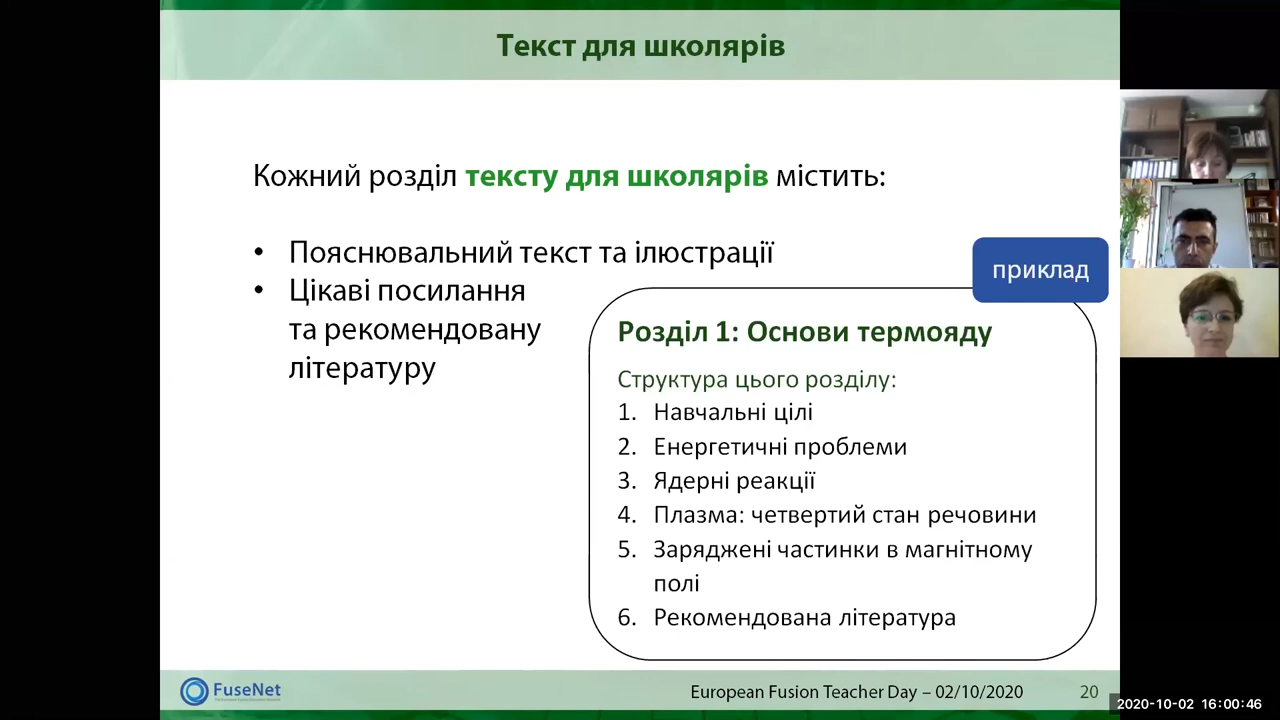 Текст для школярів
Кожний розділ тексту для школярів містить:
• Пояснювальний текст та ілюстрації
• Цікаві посилання
та рекомендовану
літературу
приклад
Розділ 1: Основи термояду
Структура цього розділу:
1. Навчальні цілі
2. Енергетичні проблеми
3. Ядерні реакції
4. Плазма: четвертий стан речовини
5. Заряджені частинки в магнітному
полі
6. Рекомендована література
FuseNet
European Fusion Teacher Day – 02/10/2020
20
2020-10-02 16:00:46